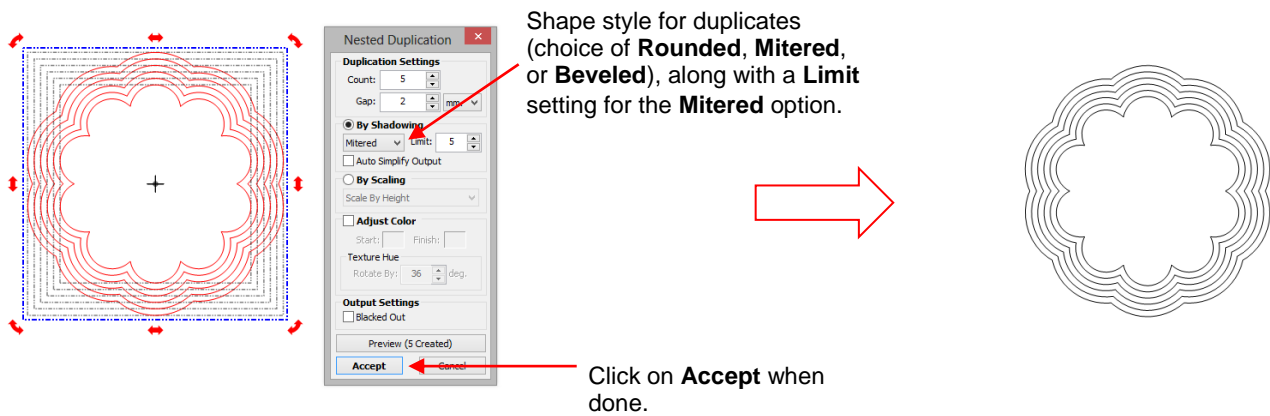 Shape style for duplicates
(choice of Rounded, Mitered,
or Beveled), along with a Limit
setting for the Mitered option.
Nested Duplication
Duplication Settings
Count: 5
Gap: 2 mm
By Shadowing
Mitered Limit: 5
Auto Simplify Output
By Scaling
Scale By Height
Adjust Color
Start: Finish:
Texture Hue
Rotate By: 36 deg.
Output Settings
Blacked Out
Preview (5 Created)
Accept Cancel
Click on Accept when
done.